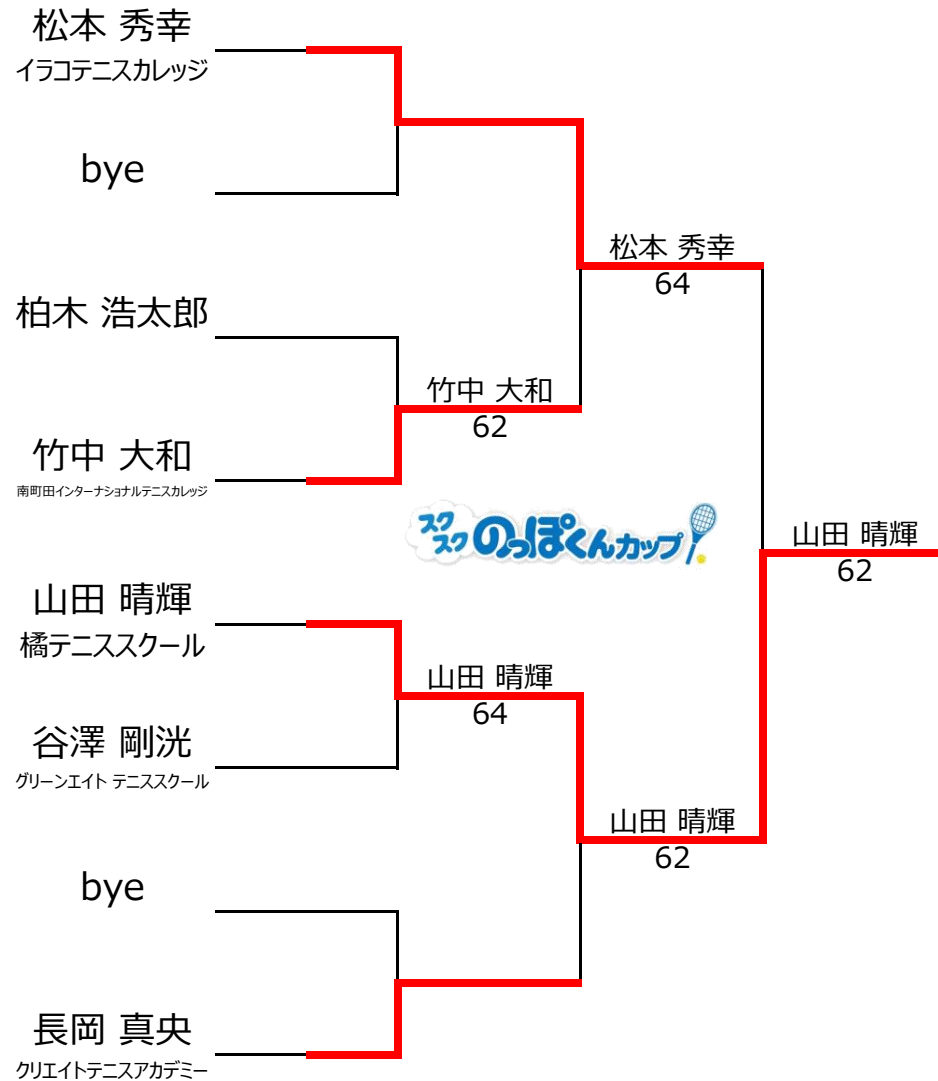 松本 秀幸
イラコテニスカレッジ
bye
松本 秀幸
64
柏木 浩太郎
竹中 大和
62
竹中 大和
南町田インターナショナルテニスカレッジ
スクスク のっぽくんカップ
山田 晴輝
62
山田 晴輝
橘テニススクール
山田 晴輝
64
谷澤 剛洸
グリーンエイト テニススクール
山田 晴輝
62
bye
長岡 真央
クリエイトテニスアカデミー